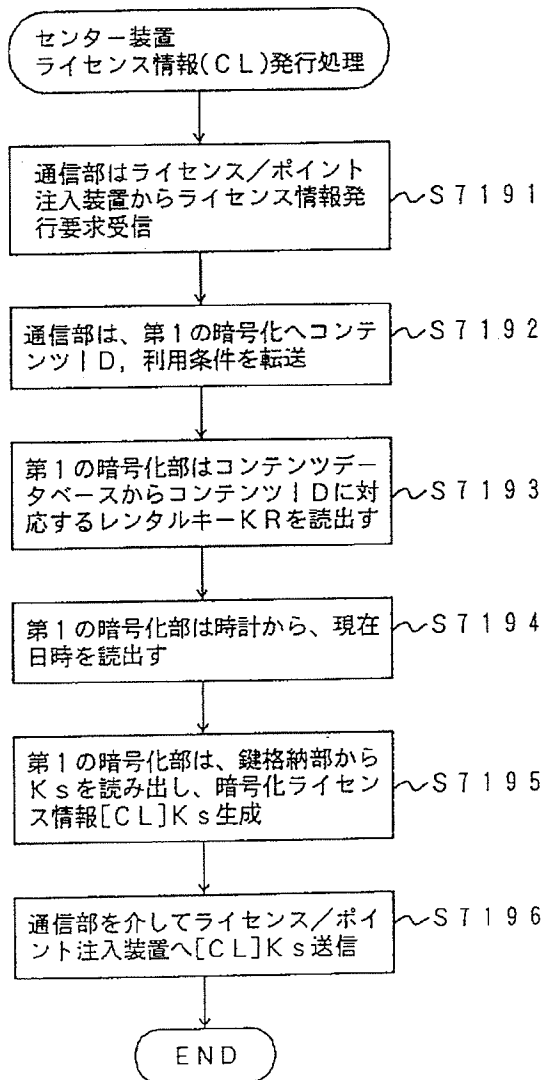 センター装置
ライセンス情報(CL)発行処理
通信部はライセンス/ポイント
注入装置からライセンス情報発
行要求受信
S7191
通信部は、第1の暗号化へコンテ
ンツID,利用条件を転送
S7192
第1の暗号化部はコンテンツデー
タベースからコンテンツIDに対
応するレンタルキーKRを読出す
S7193
第1の暗号化部は時計から、現在
日時を読出す
S7194
第1の暗号化部は、鍵格納部から
Ksを読み出し、暗号化ライセン
ス情報[CL]Ks生成
S7195
通信部を介してライセンス/ポイ
ント注入装置へ[CL]Ks送信
S7196
END